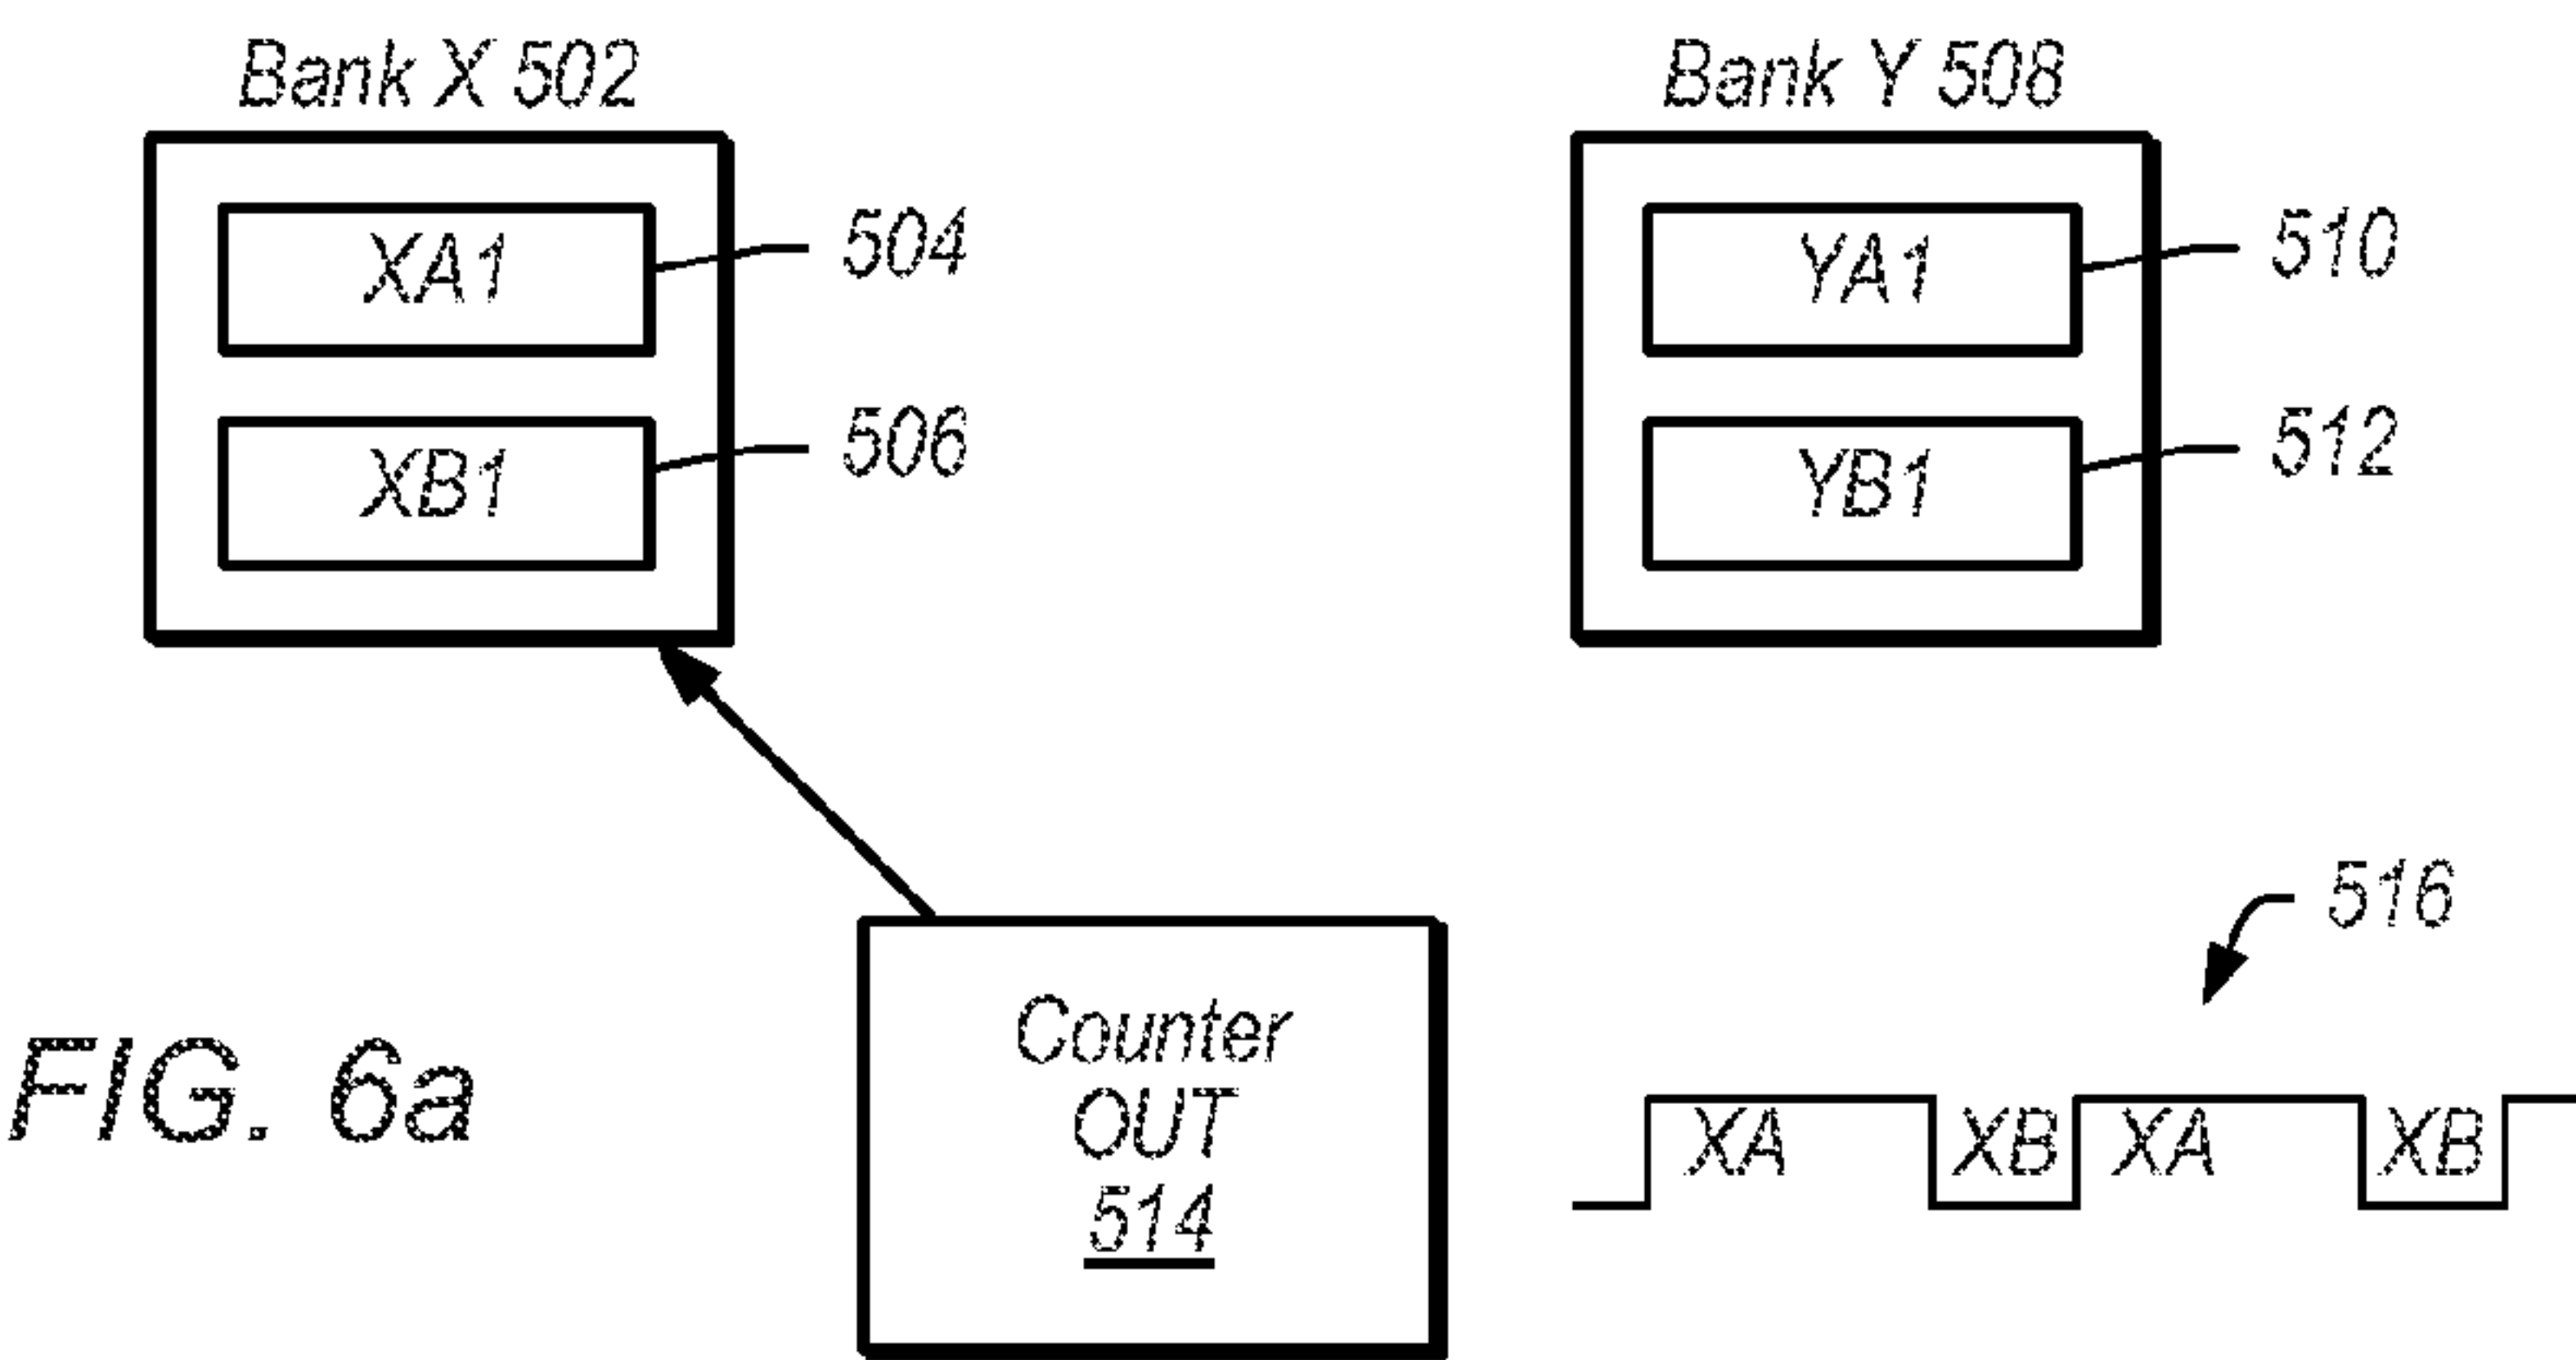 Bank X 502
Bank Y 508
XA1
504
YA1
510
XB1
506
YB1
512
516
Counter
OUT
514
FIG. 6a
XA XB XA XB